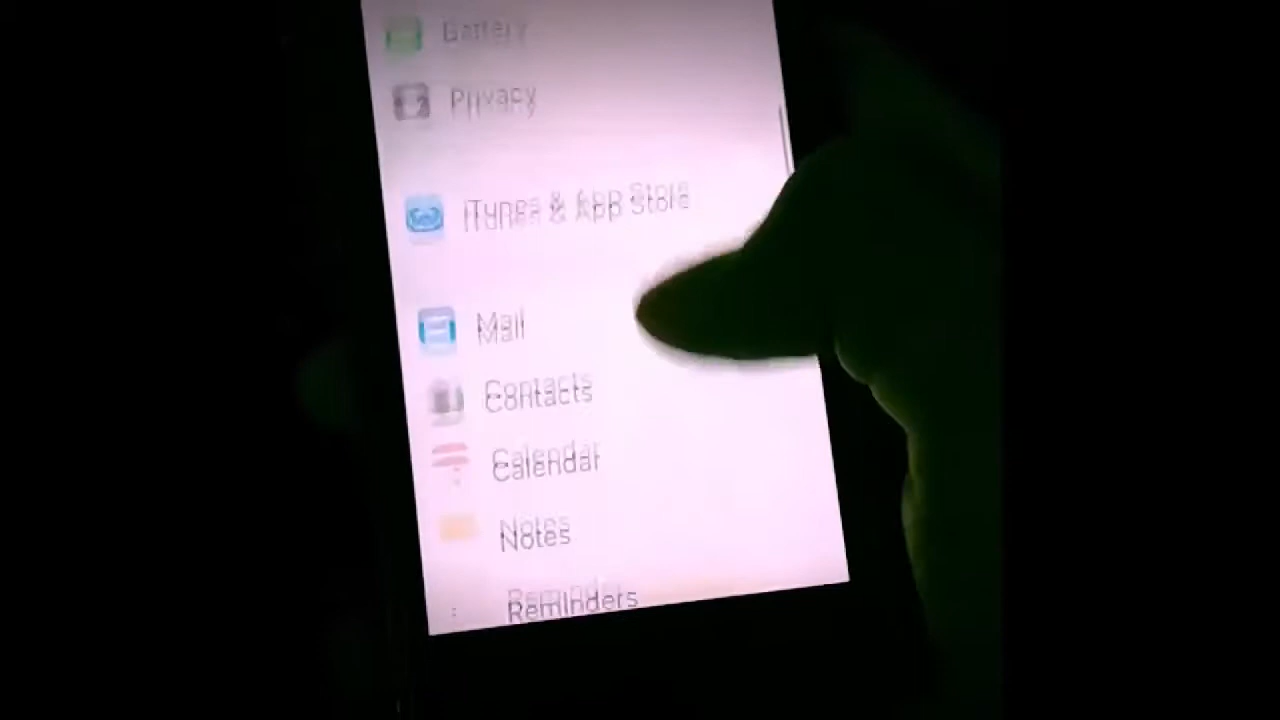 Battery
Privacy
iTunes & App Store
Mail
Contacts
Calendar
Notes
Reminders